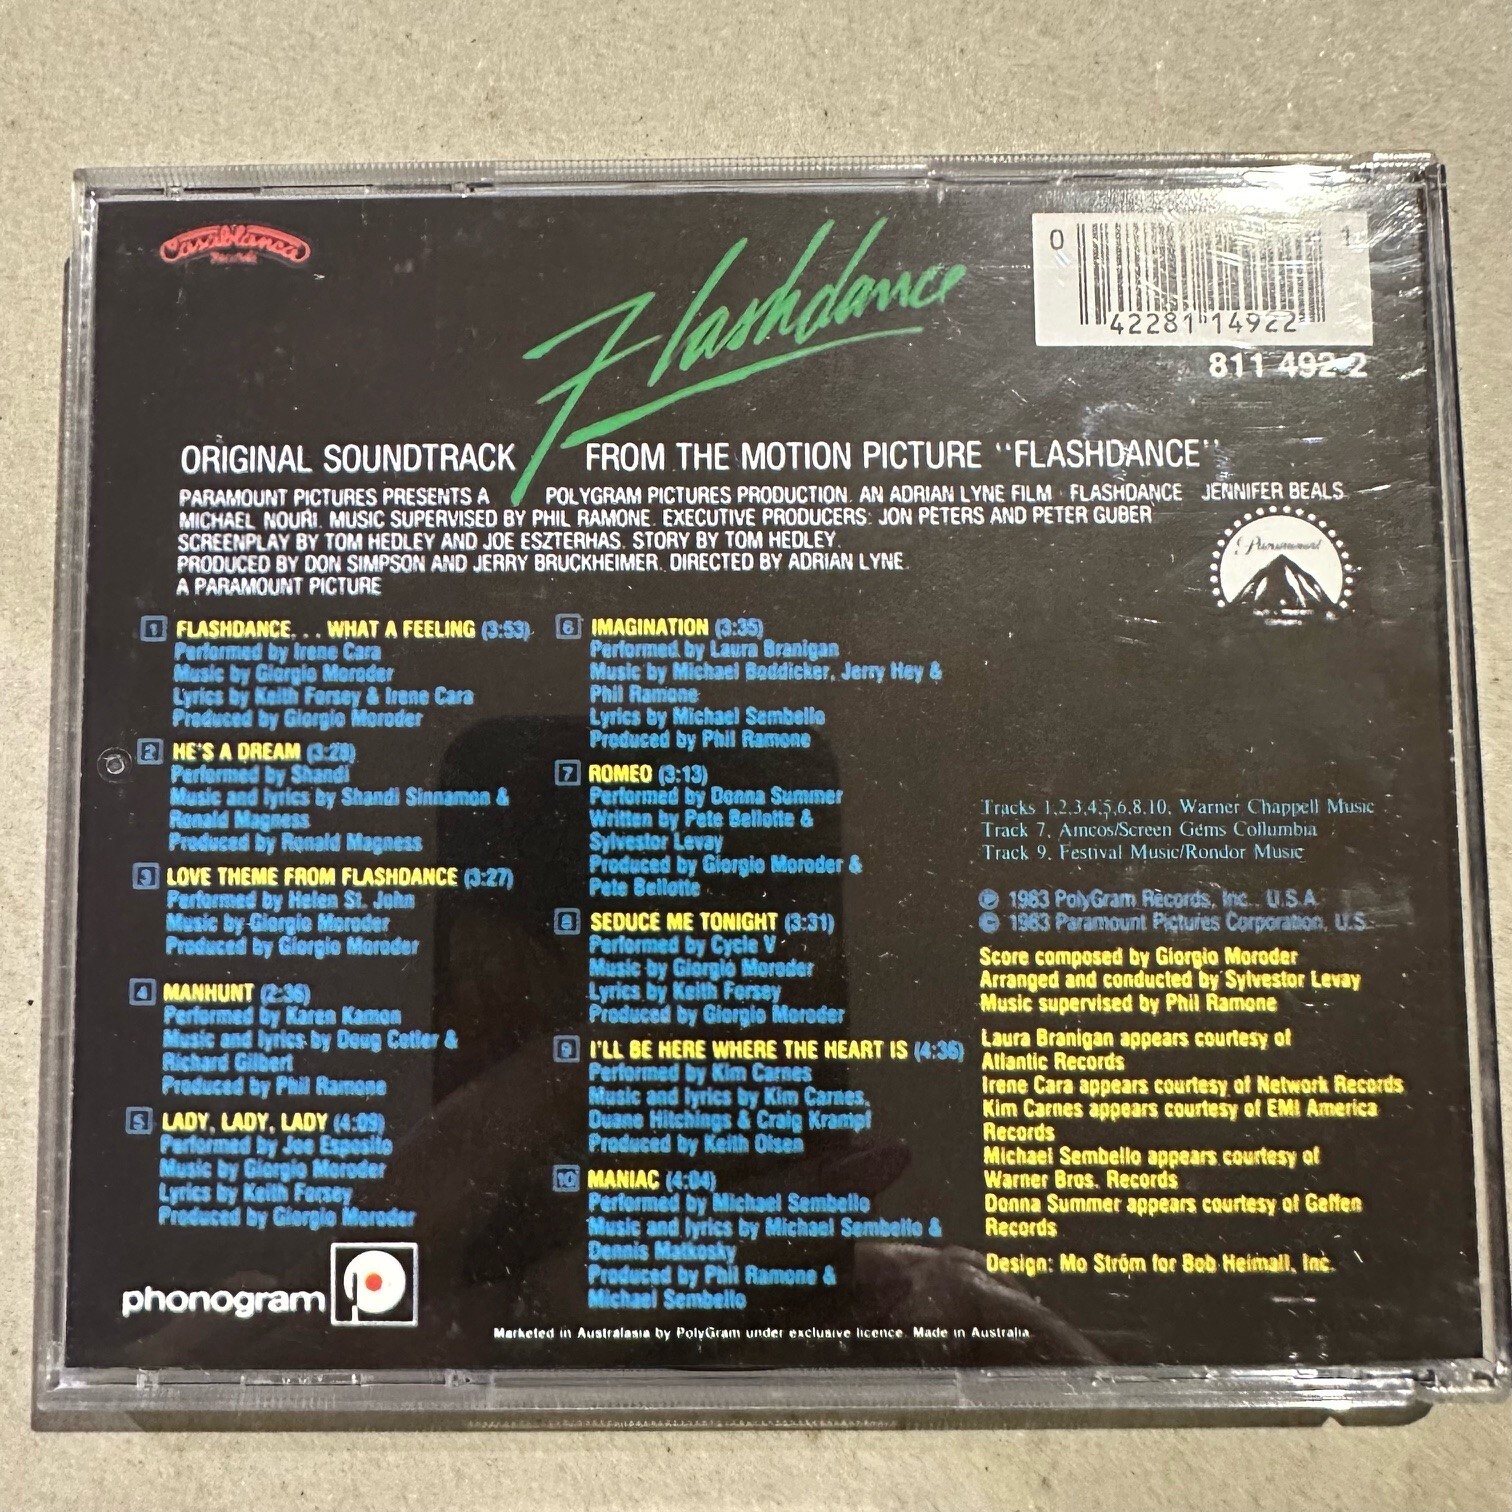 Casablanca
Records
Flashdance
0 42281 14922 1
811 492-2
ORIGINAL SOUNDTRACK FROM THE MOTION PICTURE "FLASHDANCE"
PARAMOUNT PICTURES PRESENTS A POLYGRAM PICTURES PRODUCTION. AN ADRIAN LYNE FILM · FLASHDANCE JENNIFER BEALS
MICHAEL NOURI. MUSIC SUPERVISED BY PHIL RAMONE. EXECUTIVE PRODUCERS: JON PETERS AND PETER GUBER
SCREENPLAY BY TOM HEDLEY AND JOE ESZTERHAS. STORY BY TOM HEDLEY.
PRODUCED BY DON SIMPSON AND JERRY BRUCKHEIMER. DIRECTED BY ADRIAN LYNE.
A PARAMOUNT PICTURE
Paramount
1 FLASHDANCE. . . WHAT A FEELING (3:53)
Performed by Irene Cara
Music by Giorgio Moroder
Lyrics by Keith Forsey & Irene Cara
Produced by Giorgio Moroder
2 HE'S A DREAM (3:28)
Performed by Shandi
Music and lyrics by Shandi Sinnamon &
Ronald Magness
Produced by Ronald Magness
3 LOVE THEME FROM FLASHDANCE (3:27)
Performed by Helen St. John
Music by Giorgio Moroder
Produced by Giorgio Moroder
4 MANHUNT (2:36)
Performed by Karen Kamon
Music and lyrics by Doug Cotler &
Richard Gilbert
Produced by Phil Ramone
5 LADY, LADY, LADY (4:09)
Performed by Joe Esposito
Music by Giorgio Moroder
Lyrics by Keith Forsey
Produced by Giorgio Moroder
6 IMAGINATION (3:35)
Performed by Laura Branigan
Music by Michael Boddicker, Jerry Hey &
Phil Ramone
Lyrics by Michael Sembello
Produced by Phil Ramone
7 ROMEO (3:13)
Performed by Donna Summer
Written by Pete Bellotte &
Sylvestor Levay
Produced by Giorgio Moroder &
Pete Bellotte
8 SEDUCE ME TONIGHT (3:31)
Performed by Cycle V
Music by Giorgio Moroder
Lyrics by Keith Forsey
Produced by Giorgio Moroder
9 I'LL BE HERE WHERE THE HEART IS (4:36)
Performed by Kim Carnes
Music and lyrics by Kim Carnes,
Duane Hitchings & Craig Krampf
Produced by Keith Olsen
10 MANIAC (4:04)
Performed by Michael Sembello
Music and lyrics by Michael Sembello &
Dennis Matkosky
Produced by Phil Ramone &
Michael Sembello
Tracks 1,2,3,4,5,6,8,10, Warner Chappell Music
Track 7, Amcos/Screen Gems Collumbia
Track 9. Festival Music/Rondor Music
℗ 1983 PolyGram Records, Inc.. U.S.A.
© 1983 Paramount Pictures Corporation, U.S.
Score composed by Giorgio Moroder
Arranged and conducted by Sylvestor Levay
Music supervised by Phil Ramone
Laura Branigan appears courtesy of
Atlantic Records
Irene Cara appears courtesy of Network Records
Kim Carnes appears courtesy of EMI America
Records
Michael Sembello appears courtesy of
Warner Bros. Records
Donna Summer appears courtesy of Geffen
Records
Design: Mo Ström for Bob Heimall, Inc.
phonogram
Marketed in Australasia by PolyGram under exclusive licence. Made in Australia.